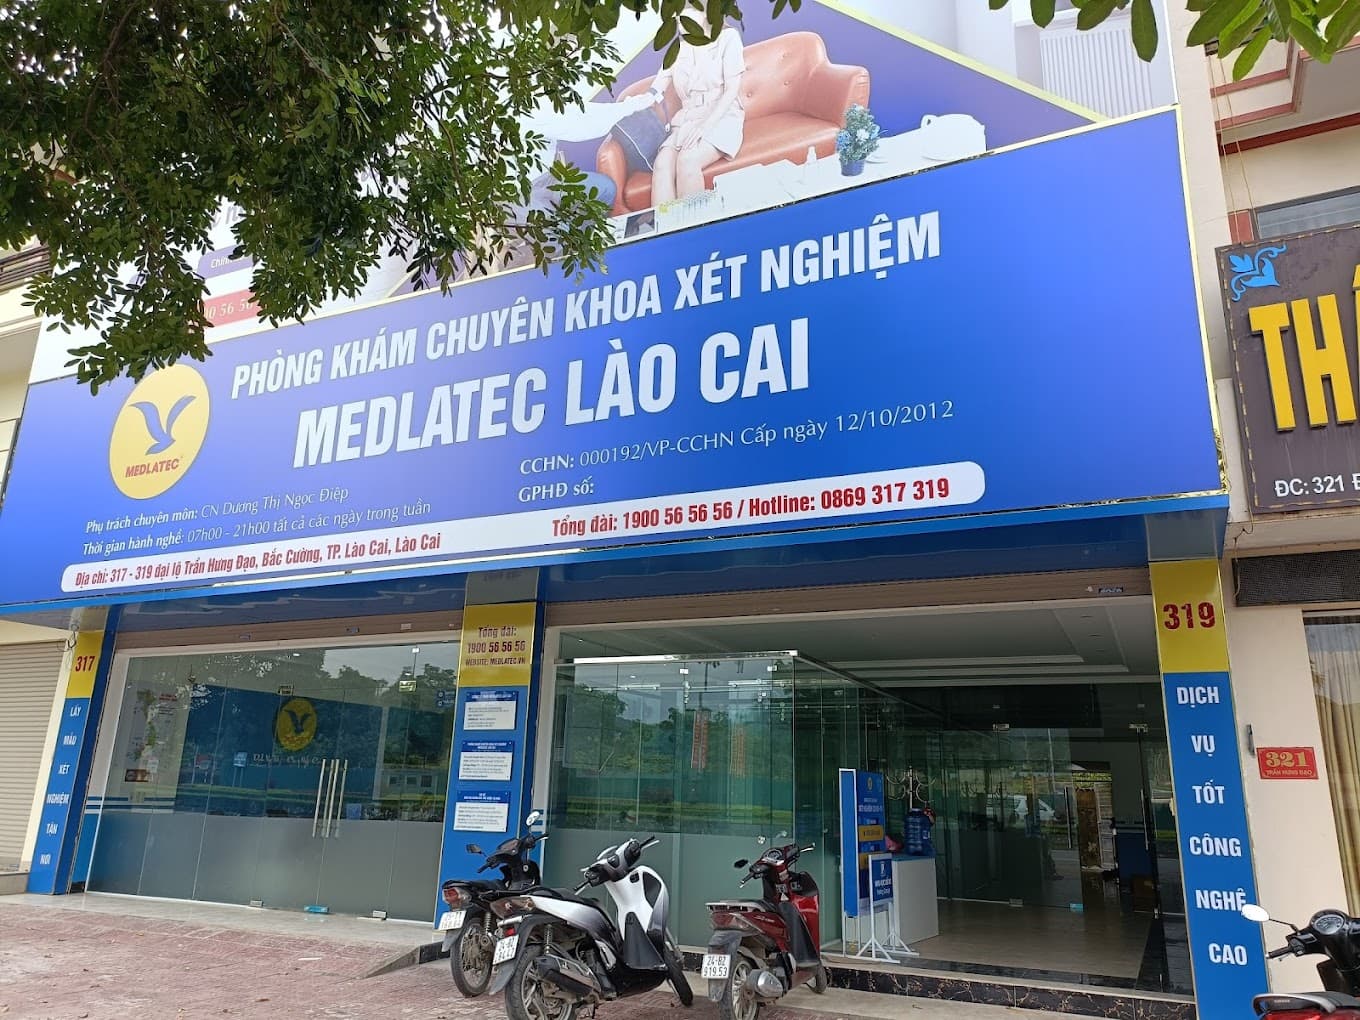 PHÒNG KHÁM CHUYÊN KHOA XÉT NGHIỆM
MEDLATEC LÀO CAI
MEDLATEC
CCHN: 000192/VP-CCHN Cấp ngày 12/10/2012
GPHĐ số:
Phụ trách chuyên môn: CN Dương Thị Ngọc Điệp
Thời gian hành nghề: 07h00 - 21h00 tất cả các ngày trong tuần
Địa chỉ: 317 - 319 đại lộ Trần Hưng Đạo, Bắc Cường, TP. Lào Cai, Lào Cai
Tổng đài: 1900 56 56 56 / Hotline: 0869 317 319
317
LẤY
MẪU
XÉT
NGHIỆM
TẬN
NƠI
Tổng đài:
1900 56 56 56
WEBSITE: MEDLATEC.VN
319
DỊCH
VỤ
TỐT
CÔNG
NGHỆ
CAO
ĐC: 321
321
TRẦN HƯNG ĐẠO
24-BZ
919.53